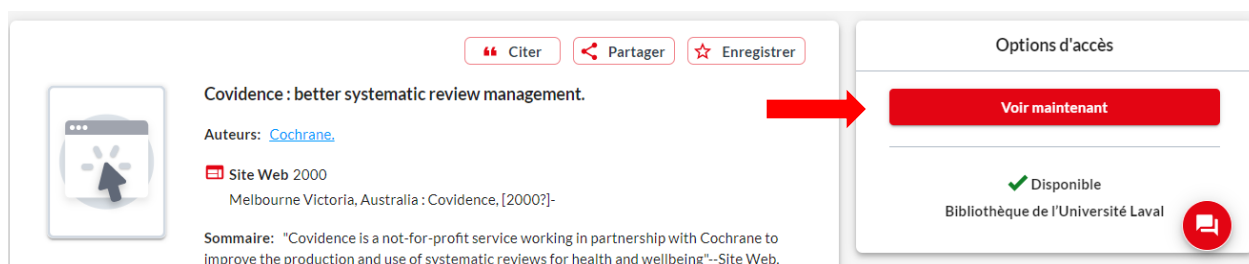 Citer
Partager
Enregistrer
Covidence : better systematic review management.
Auteurs: Cochrane.
Site Web 2000
Melbourne Victoria, Australia : Covidence, [2000?]-
Sommaire: "Covidence is a not-for-profit service working in partnership with Cochrane to
improve the production and use of systematic reviews for health and wellbeing"--Site Web.
Options d'accès
Voir maintenant
Disponible
Bibliothèque de l'Université Laval